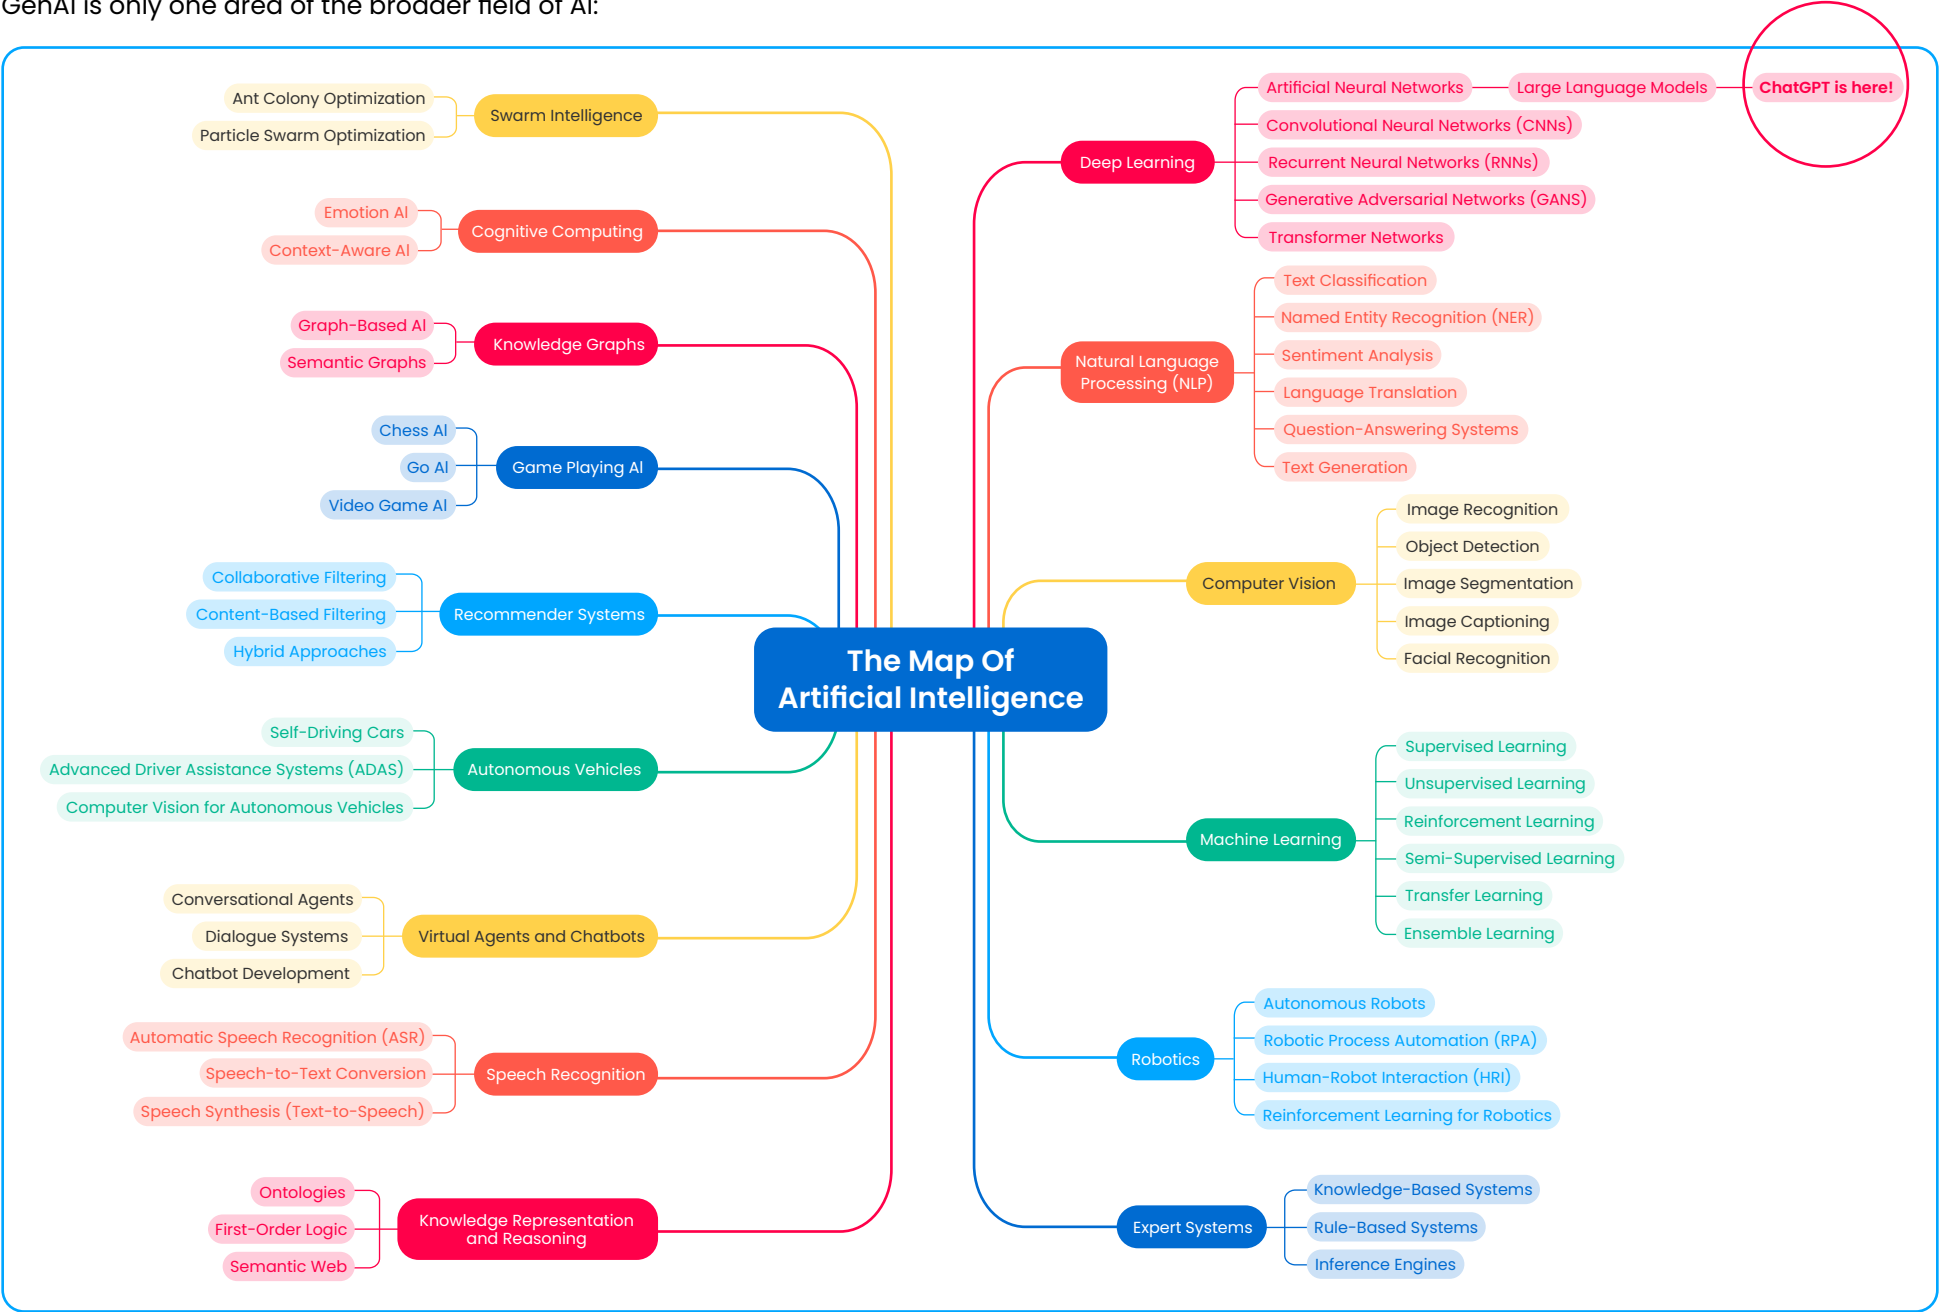 GenAI is only one area of the broader field of AI:
Ant Colony Optimization
Particle Swarm Optimization
Swarm Intelligence
Emotion AI
Context-Aware AI
Cognitive Computing
Graph-Based AI
Semantic Graphs
Knowledge Graphs
Chess AI
Go AI
Video Game AI
Game Playing AI
Collaborative Filtering
Content-Based Filtering
Hybrid Approaches
Recommender Systems
Self-Driving Cars
Advanced Driver Assistance Systems (ADAS)
Computer Vision for Autonomous Vehicles
Autonomous Vehicles
Conversational Agents
Dialogue Systems
Chatbot Development
Virtual Agents and Chatbots
Automatic Speech Recognition (ASR)
Speech-to-Text Conversion
Speech Synthesis (Text-to-Speech)
Speech Recognition
Ontologies
First-Order Logic
Semantic Web
Knowledge Representation
and Reasoning
The Map Of
Artificial Intelligence
Deep Learning
Artificial Neural Networks
Large Language Models
ChatGPT is here!
Convolutional Neural Networks (CNNs)
Recurrent Neural Networks (RNNs)
Generative Adversarial Networks (GANS)
Transformer Networks
Natural Language
Processing (NLP)
Text Classification
Named Entity Recognition (NER)
Sentiment Analysis
Language Translation
Question-Answering Systems
Text Generation
Computer Vision
Image Recognition
Object Detection
Image Segmentation
Image Captioning
Facial Recognition
Machine Learning
Supervised Learning
Unsupervised Learning
Reinforcement Learning
Semi-Supervised Learning
Transfer Learning
Ensemble Learning
Robotics
Autonomous Robots
Robotic Process Automation (RPA)
Human-Robot Interaction (HRI)
Reinforcement Learning for Robotics
Expert Systems
Knowledge-Based Systems
Rule-Based Systems
Inference Engines